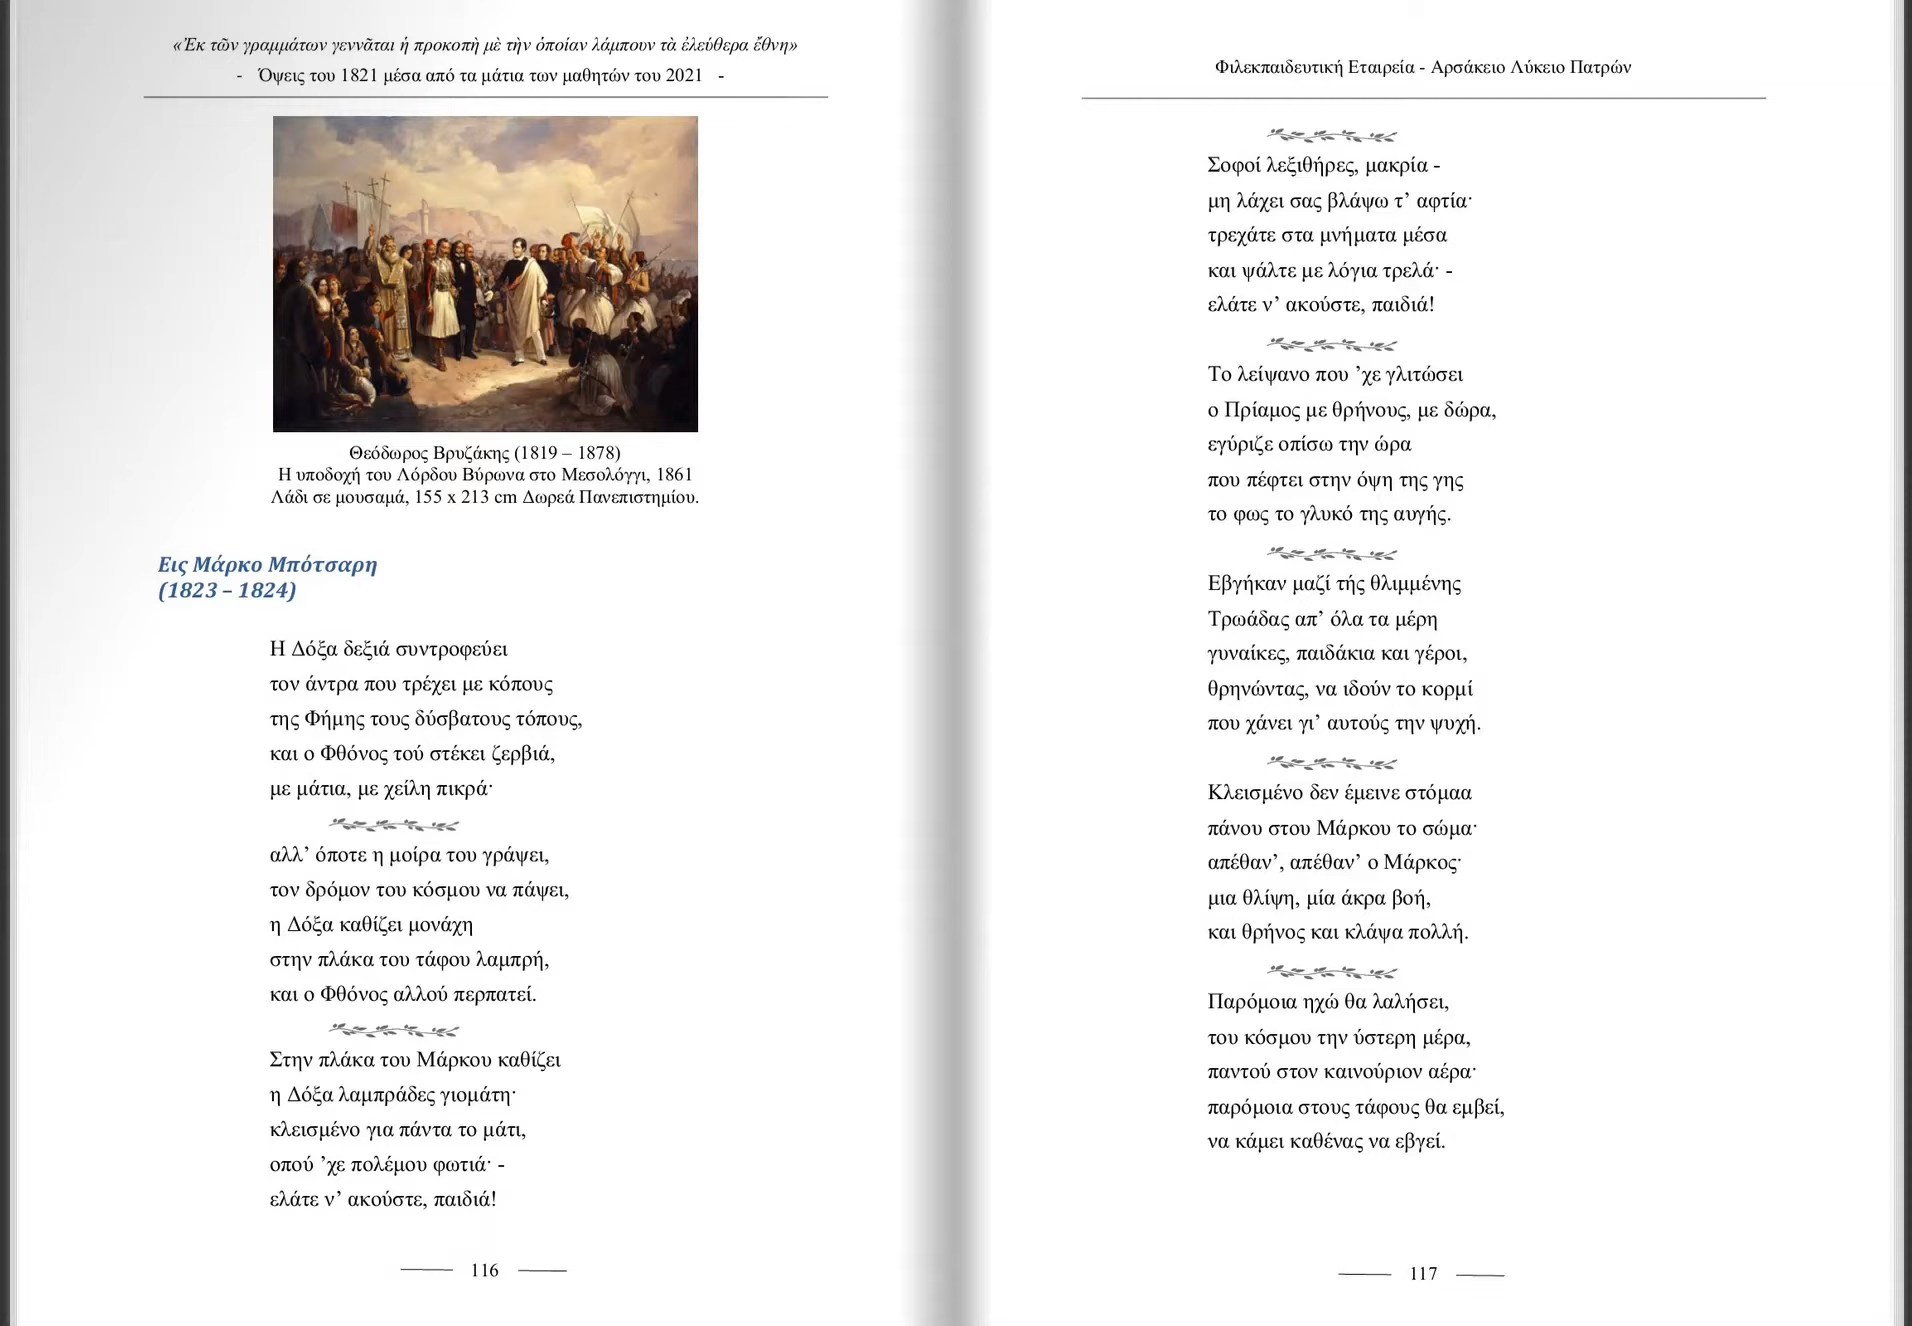 «Ἐκ τῶν γραμμάτων γεννᾶται ἡ προκοπὴ μὲ τὴν ὁποίαν λάμπουν τὰ ἐλεύθερα ἔθνη»
- Όψεις του 1821 μέσα από τα μάτια των μαθητών του 2021 -
Θεόδωρος Βρυζάκης (1819 – 1878)
Η υποδοχή του Λόρδου Βύρωνα στο Μεσολόγγι, 1861
Λάδι σε μουσαμά, 155 x 213 cm Δωρεά Πανεπιστημίου.
Εις Μάρκο Μπότσαρη
(1823 – 1824)
Η Δόξα δεξιά συντροφεύει
τον άντρα που τρέχει με κόπους
της Φήμης τους δύσβατους τόπους,
και ο Φθόνος τού στέκει ζερβιά,
με μάτια, με χείλη πικρά·
αλλ’ όποτε η μοίρα του γράψει,
τον δρόμον του κόσμου να πάψει,
η Δόξα καθίζει μονάχη
στην πλάκα του τάφου λαμπρή,
και ο Φθόνος αλλού περπατεί.
Στην πλάκα του Μάρκου καθίζει
η Δόξα λαμπράδες γιομάτη·
κλεισμένο για πάντα το μάτι,
οπού ’χε πολέμου φωτιά· -
ελάτε ν’ ακούστε, παιδιά!
116
Φιλεκπαιδευτική Εταιρεία - Αρσάκειο Λύκειο Πατρών
Σοφοί λεξιθήρες, μακρία -
μη λάχει σας βλάψω τ’ αφτία·
τρεχάτε στα μνήματα μέσα
και ψάλτε με λόγια τρελά· -
ελάτε ν’ ακούστε, παιδιά!
Το λείψανο που ’χε γλιτώσει
ο Πρίαμος με θρήνους, με δώρα,
εγύριζε οπίσω την ώρα
που πέφτει στην όψη της γης
το φως το γλυκό της αυγής.
Εβγήκαν μαζί τής θλιμμένης
Τρωάδας απ’ όλα τα μέρη
γυναίκες, παιδάκια και γέροι,
θρηνώντας, να ιδούν το κορμί
που χάνει γι’ αυτούς την ψυχή.
Κλεισμένο δεν έμεινε στόμαα
πάνου στου Μάρκου το σώμα·
απέθαν’, απέθαν’ ο Μάρκος·
μια θλίψη, μία άκρα βοή,
και θρήνος και κλάψα πολλή.
Παρόμοια ηχώ θα λαλήσει,
του κόσμου την ύστερη μέρα,
παντού στον καινούριον αέρα·
παρόμοια στους τάφους θα εμβεί,
να κάμει καθένας να εβγεί.
117